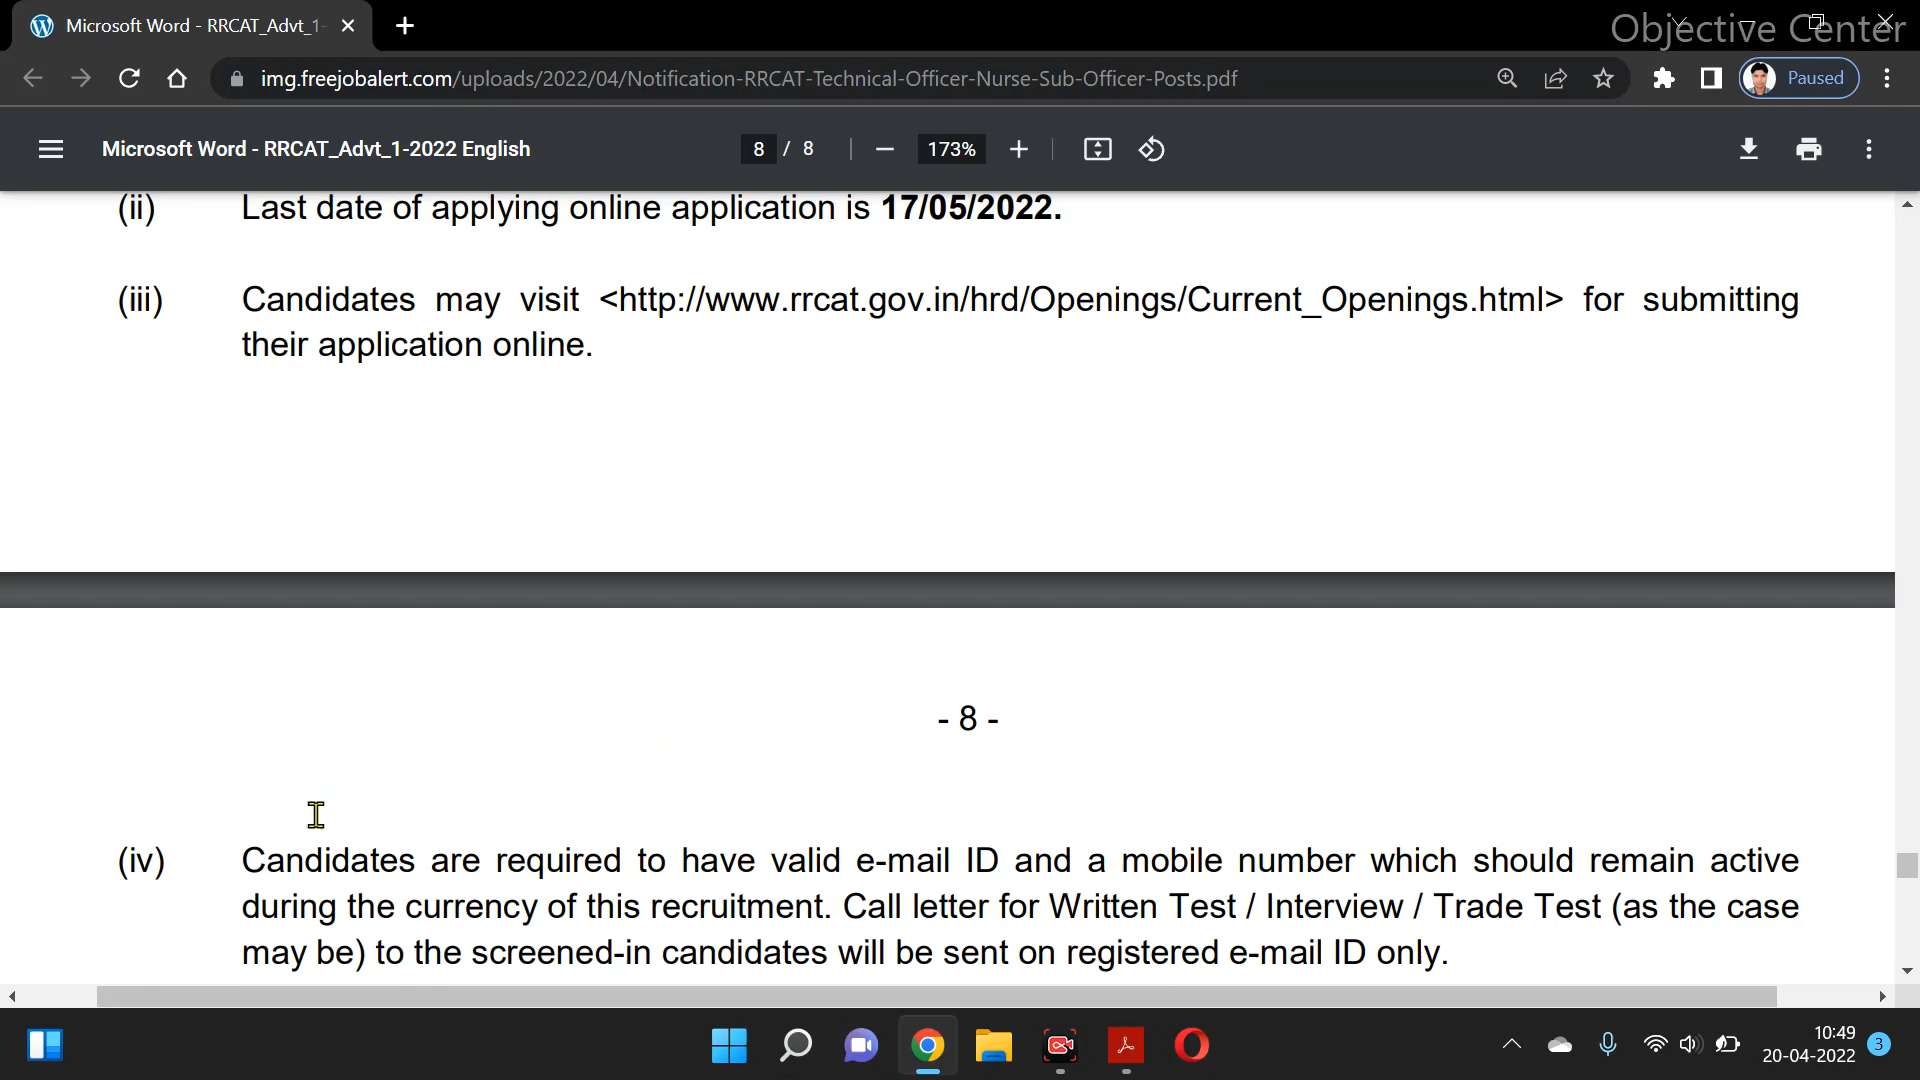 Microsoft Word - RRCAT_Advt_1-
Objective Center
img.freejobalert.com/uploads/2022/04/Notification-RRCAT-Technical-Officer-Nurse-Sub-Officer-Posts.pdf
Paused
Microsoft Word - RRCAT_Advt_1-2022 English
8 / 8
173%
(ii) Last date of applying online application is 17/05/2022.
(iii) Candidates may visit <http://www.rrcat.gov.in/hrd/Openings/Current_Openings.html> for submitting
their application online.
- 8 -
(iv) Candidates are required to have valid e-mail ID and a mobile number which should remain active
during the currency of this recruitment. Call letter for Written Test / Interview / Trade Test (as the case
may be) to the screened-in candidates will be sent on registered e-mail ID only.
10:49
20-04-2022
3